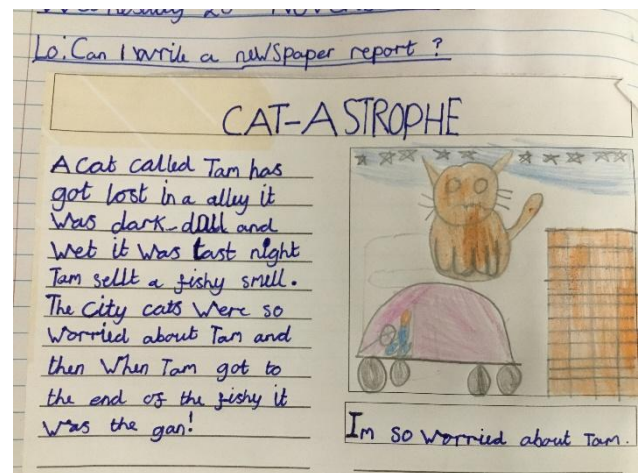 Lo: Can I write a newspaper report?
CAT-ASTROPHE
A cat called Tam has
got lost in a alley it
was dark_dull and
wet it was last night
Tam sellt a fishy smell.
The city cats were so
worried about Tam and
then when Tam got to
the end of the fishy it
was the gan!
Im so worried about Tam.